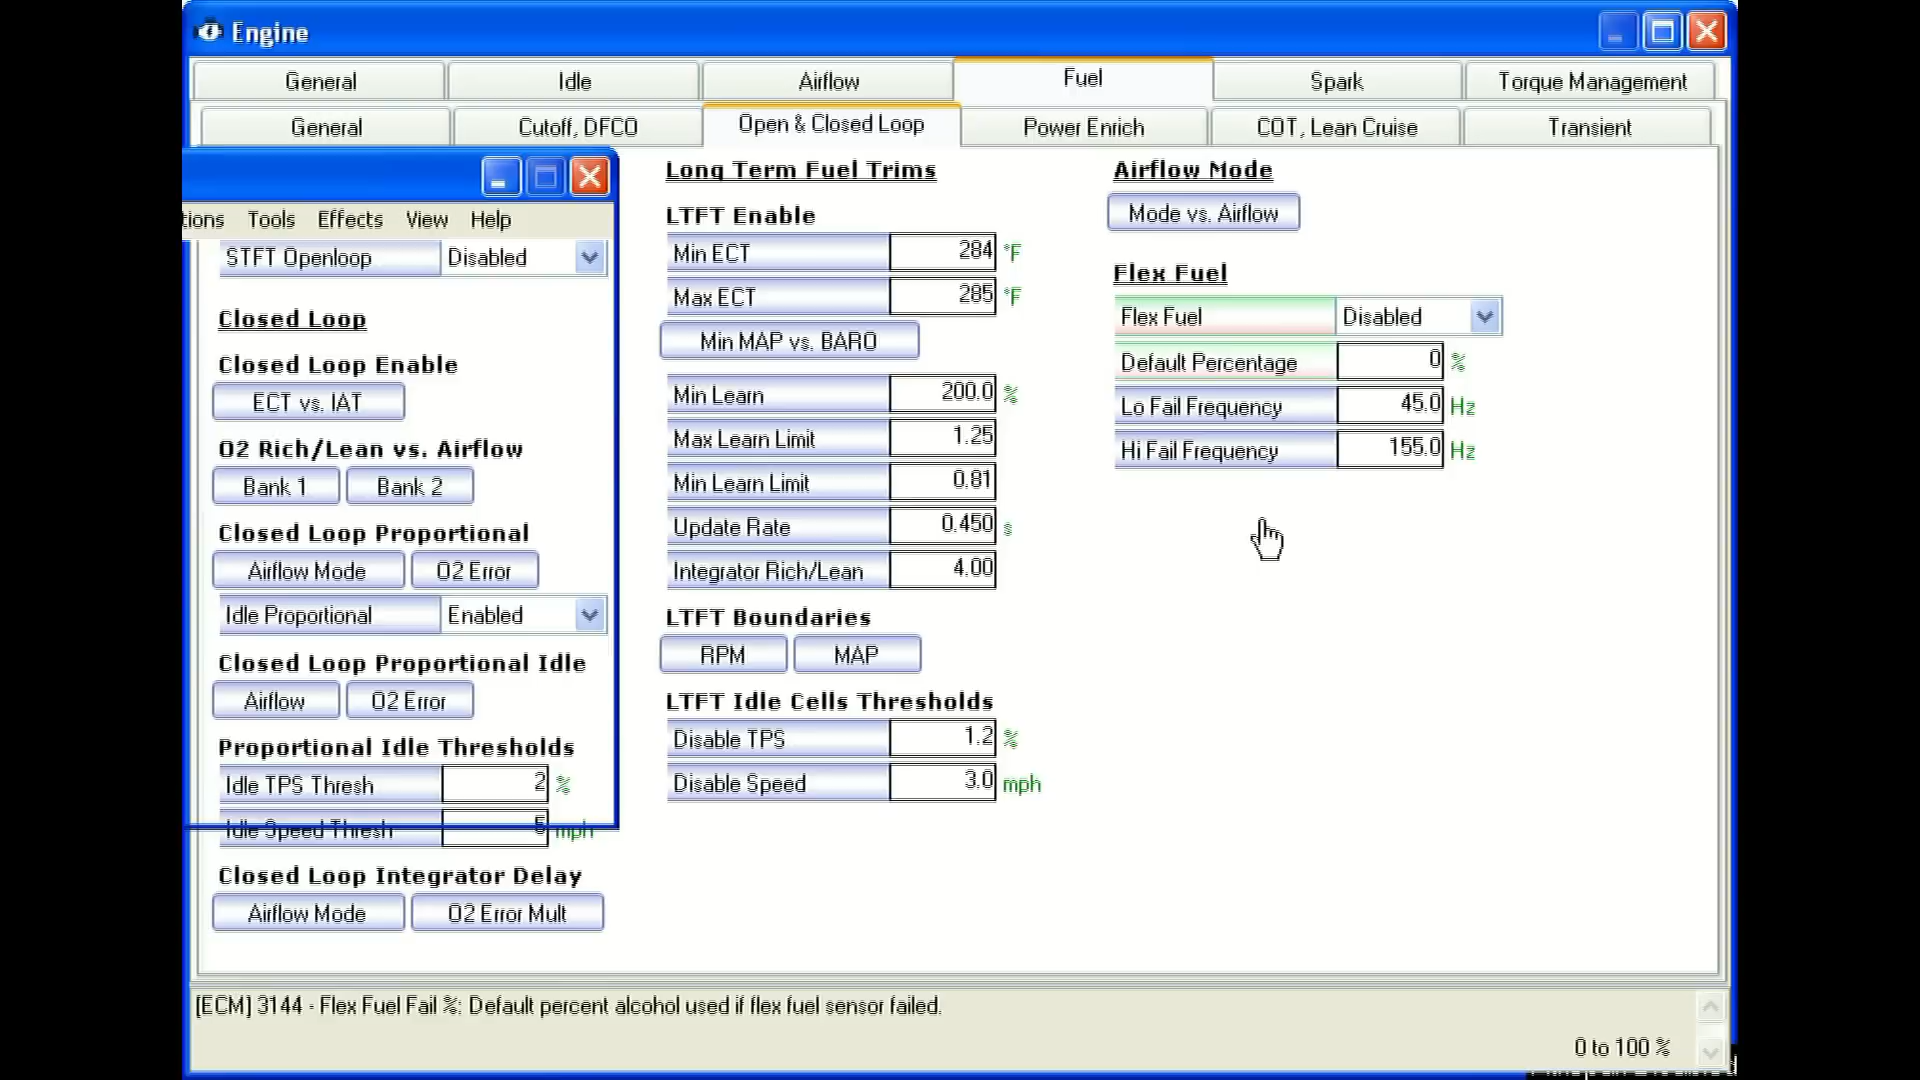 Engine
General Idle Airflow Fuel Spark Torque Management
General Cutoff, DFCO Open & Closed Loop Power Enrich COT, Lean Cruise Transient
Tools Effects View Help
STFT Openloop Disabled
Closed Loop
Closed Loop Enable
ECT vs. IAT
O2 Rich/Lean vs. Airflow
Bank 1 Bank 2
Closed Loop Proportional
Airflow Mode O2 Error
Idle Proportional Enabled
Closed Loop Proportional Idle
Airflow O2 Error
Proportional Idle Thresholds
Idle TPS Thresh 2 %
Idle Speed Thresh 5 mph
Closed Loop Integrator Delay
Airflow Mode O2 Error Mult
Long Term Fuel Trims
LTFT Enable
Min ECT 284 °F
Max ECT 285 °F
Min MAP vs. BARO
Min Learn 200.0 %
Max Learn Limit 1.25
Min Learn Limit 0.81
Update Rate 0.450 s
Integrator Rich/Lean 4.00
LTFT Boundaries
RPM MAP
LTFT Idle Cells Thresholds
Disable TPS 1.2 %
Disable Speed 3.0 mph
Airflow Mode
Mode vs. Airflow
Flex Fuel
Flex Fuel Disabled
Default Percentage 0 %
Lo Fail Frequency 45.0 Hz
Hi Fail Frequency 155.0 Hz
[ECM] 3144 - Flex Fuel Fail %: Default percent alcohol used if flex fuel sensor failed.
0 to 100 %